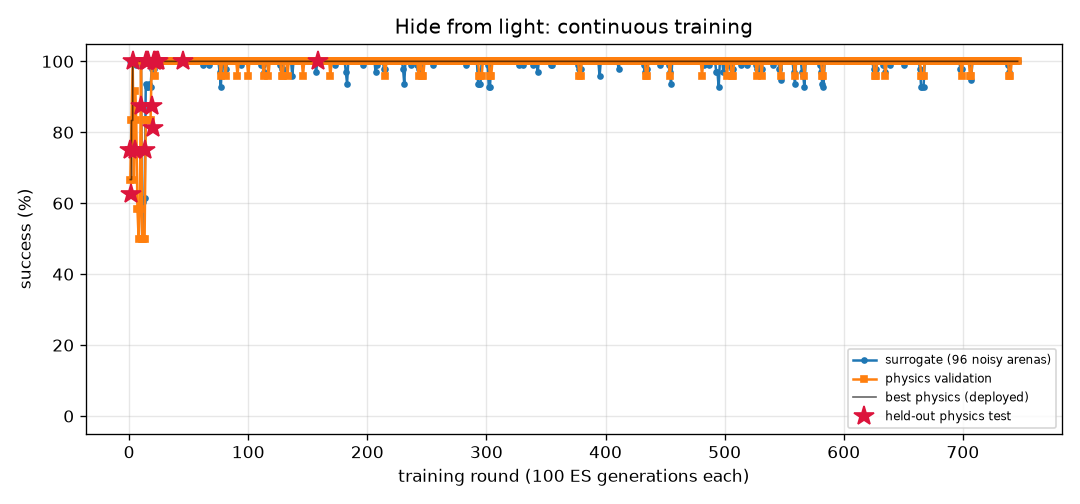 Hide from light: continuous training
success (%)
100
80
60
40
20
0
0 100 200 300 400 500 600 700
training round (100 ES generations each)
surrogate (96 noisy arenas)
physics validation
best physics (deployed)
held-out physics test